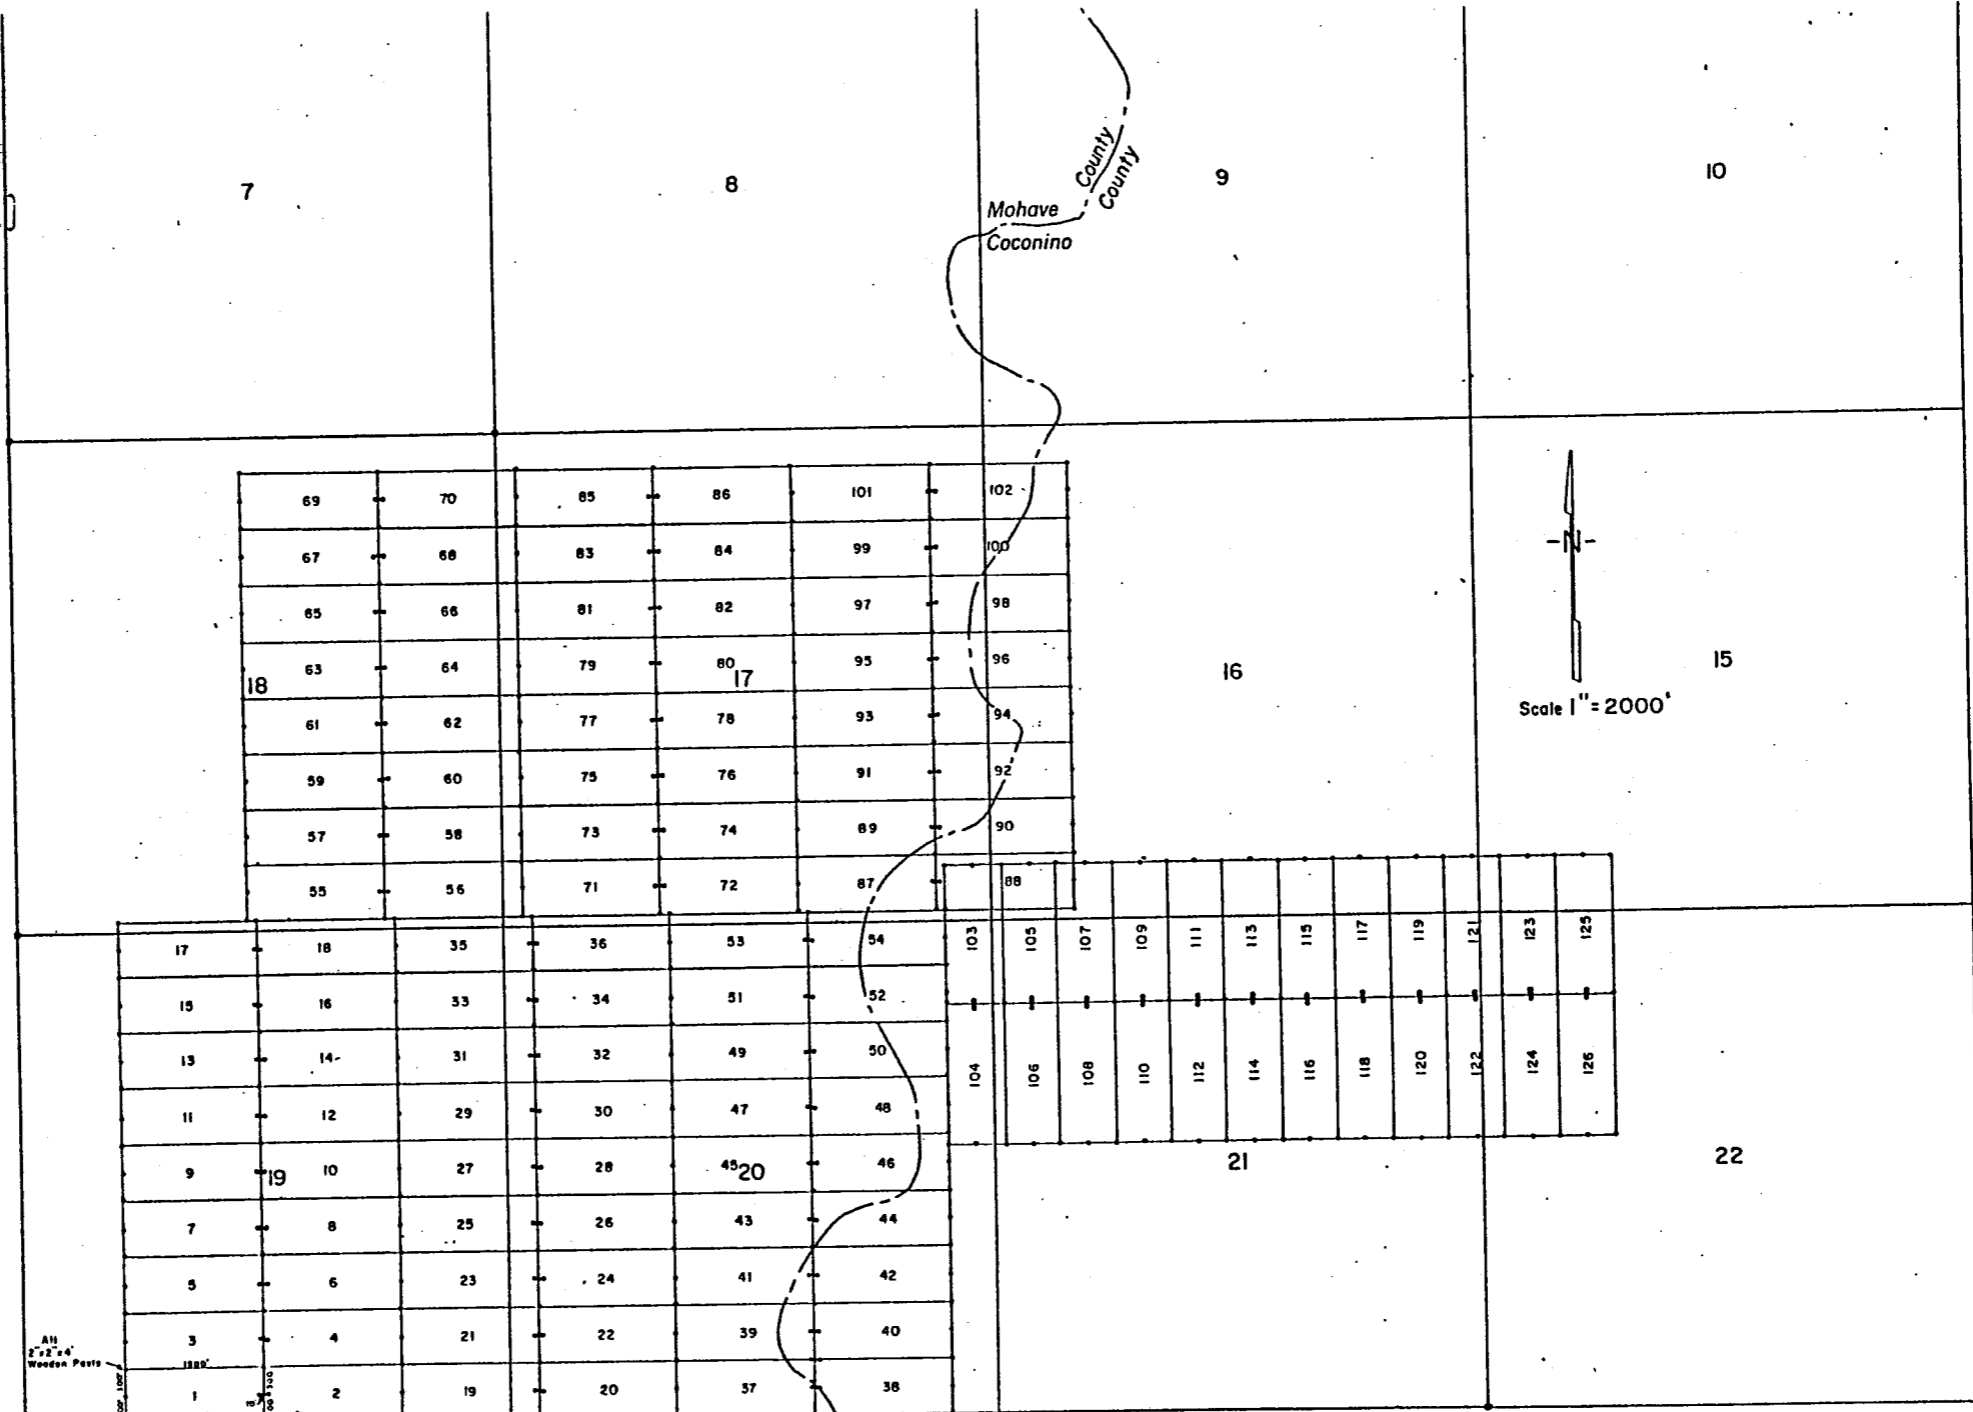 7 8 9 10
County
County
Mohave
Coconino
69 70 85 86 101 102
67 68 83 84 99 100
65 66 81 82 97 98
63 64 79 80 95 96
18 17 16 15
N
Scale 1" = 2000'
61 62 77 78 93 94
59 60 75 76 91 92
57 58 73 74 89 90
55 56 71 72 87 88
17 18 35 36 53 54
103 105 107 109 111 113 115 117 119 121 123 125
15 16 33 34 51 52
13 14 31 32 49 50
104 106 108 110 112 114 116 118 120 122 124 126
11 12 29 30 47 48
9 10 27 28 45 46
19 20 21 22
7 8 25 26 43 44
5 6 23 24 41 42
3 4 21 22 39 40
All
2"x2"x4'
Wooden Posts
1500'
1 2 19 20 37 38